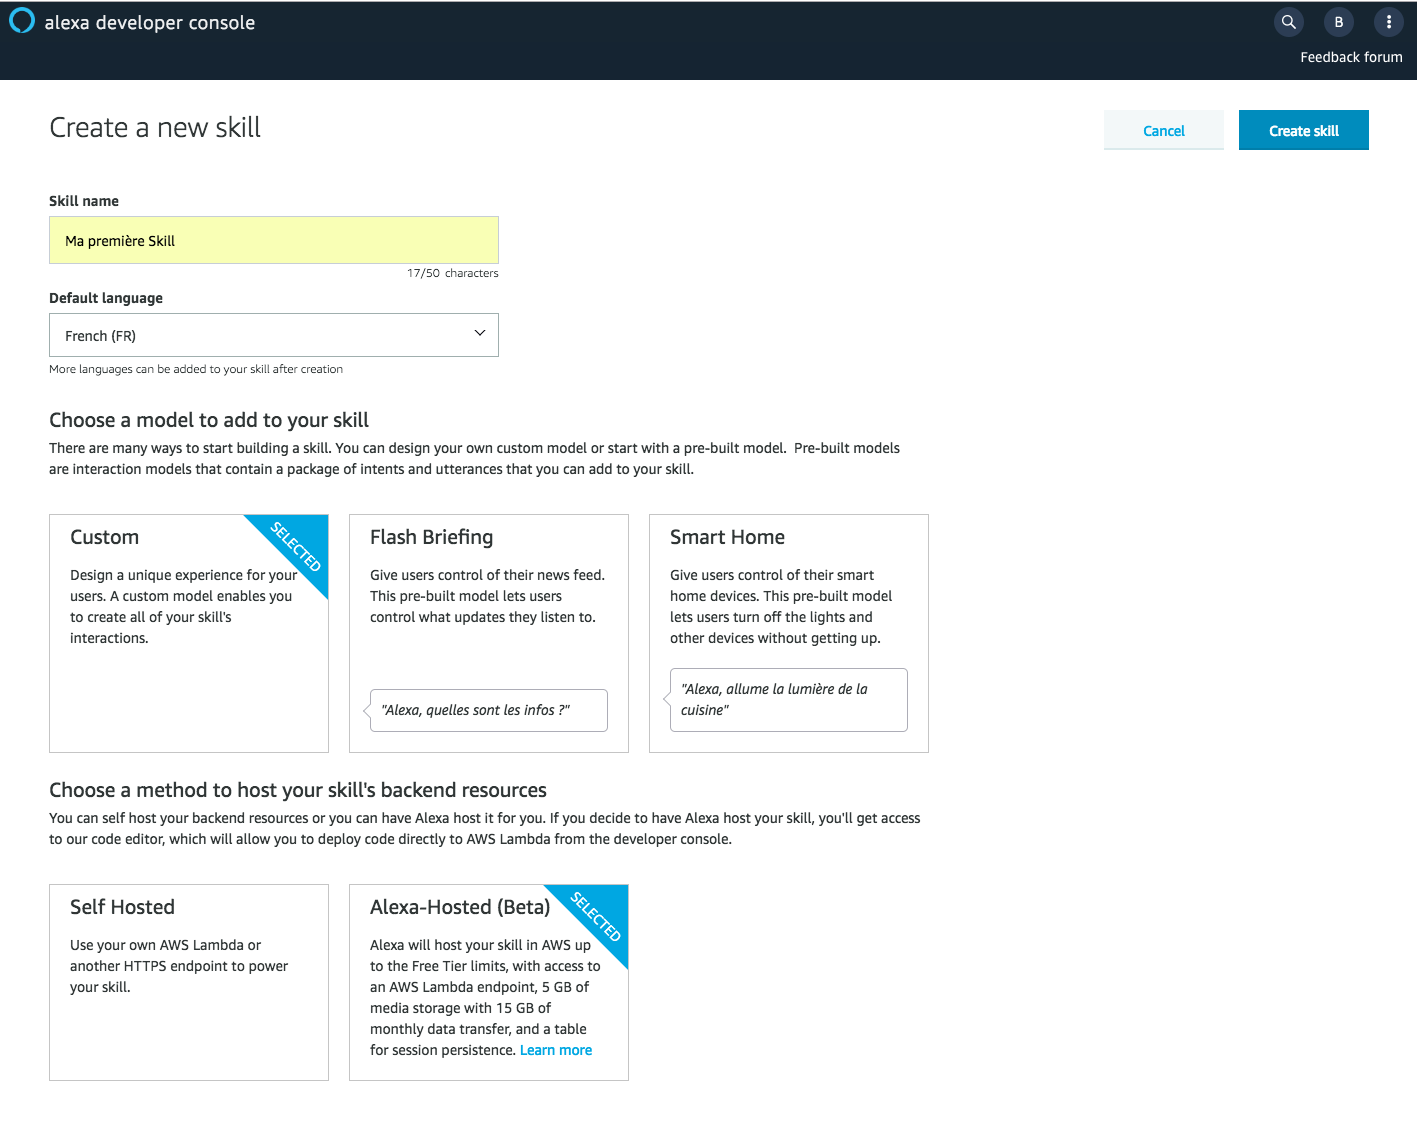 alexa developer console
B
Feedback forum
Create a new skill
Cancel
Create skill
Skill name
Ma première Skill
17/50 characters
Default language
French (FR)
More languages can be added to your skill after creation
Choose a model to add to your skill
There are many ways to start building a skill. You can design your own custom model or start with a pre-built model. Pre-built models
are interaction models that contain a package of intents and utterances that you can add to your skill.
Custom
SELECTED
Design a unique experience for your
users. A custom model enables you
to create all of your skill's
interactions.
Flash Briefing
Give users control of their news feed.
This pre-built model lets users
control what updates they listen to.
"Alexa, quelles sont les infos ?"
Smart Home
Give users control of their smart
home devices. This pre-built model
lets users turn off the lights and
other devices without getting up.
"Alexa, allume la lumière de la
cuisine"
Choose a method to host your skill's backend resources
You can self host your backend resources or you can have Alexa host it for you. If you decide to have Alexa host your skill, you'll get access
to our code editor, which will allow you to deploy code directly to AWS Lambda from the developer console.
Self Hosted
Use your own AWS Lambda or
another HTTPS endpoint to power
your skill.
Alexa-Hosted (Beta)
SELECTED
Alexa will host your skill in AWS up
to the Free Tier limits, with access to
an AWS Lambda endpoint, 5 GB of
media storage with 15 GB of
monthly data transfer, and a table
for session persistence. Learn more